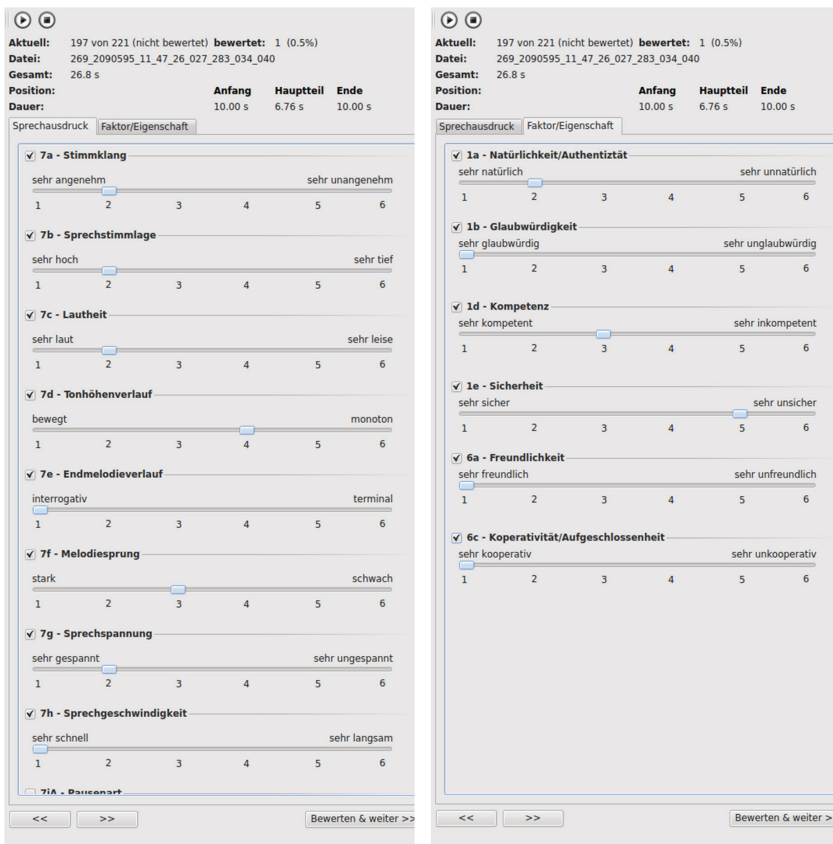 Aktuell: 197 von 221 (nicht bewertet) bewertet: 1 (0.5%)
Datei: 269_2090595_11_47_26_027_283_034_040
Gesamt: 26.8 s
Position: Anfang Hauptteil Ende
Dauer: 10.00 s 6.76 s 10.00 s
Sprechausdruck Faktor/Eigenschaft
7a - Stimmklang
sehr angenehm sehr unangenehm
1 2 3 4 5 6
7b - Sprechstimmlage
sehr hoch sehr tief
1 2 3 4 5 6
7c - Lautheit
sehr laut sehr leise
1 2 3 4 5 6
7d - Tonhöhenverlauf
bewegt monoton
1 2 3 4 5 6
7e - Endmelodieverlauf
interrogativ terminal
1 2 3 4 5 6
7f - Melodiesprung
stark schwach
1 2 3 4 5 6
7g - Sprechspannung
sehr gespannt sehr ungespannt
1 2 3 4 5 6
7h - Sprechgeschwindigkeit
sehr schnell sehr langsam
1 2 3 4 5 6
7iA - Pausenart
<< >> Bewerten & weiter >>
Aktuell: 197 von 221 (nicht bewertet) bewertet: 1 (0.5%)
Datei: 269_2090595_11_47_26_027_283_034_040
Gesamt: 26.8 s
Position: Anfang Hauptteil Ende
Dauer: 10.00 s 6.76 s 10.00 s
Sprechausdruck Faktor/Eigenschaft
1a - Natürlichkeit/Authentiztät
sehr natürlich sehr unnatürlich
1 2 3 4 5 6
1b - Glaubwürdigkeit
sehr glaubwürdig sehr unglaubwürdig
1 2 3 4 5 6
1d - Kompetenz
sehr kompetent sehr inkompetent
1 2 3 4 5 6
1e - Sicherheit
sehr sicher sehr unsicher
1 2 3 4 5 6
6a - Freundlichkeit
sehr freundlich sehr unfreundlich
1 2 3 4 5 6
6c - Koperativität/Aufgeschlossenheit
sehr kooperativ sehr unkooperativ
1 2 3 4 5 6
<< >> Bewerten & weiter >